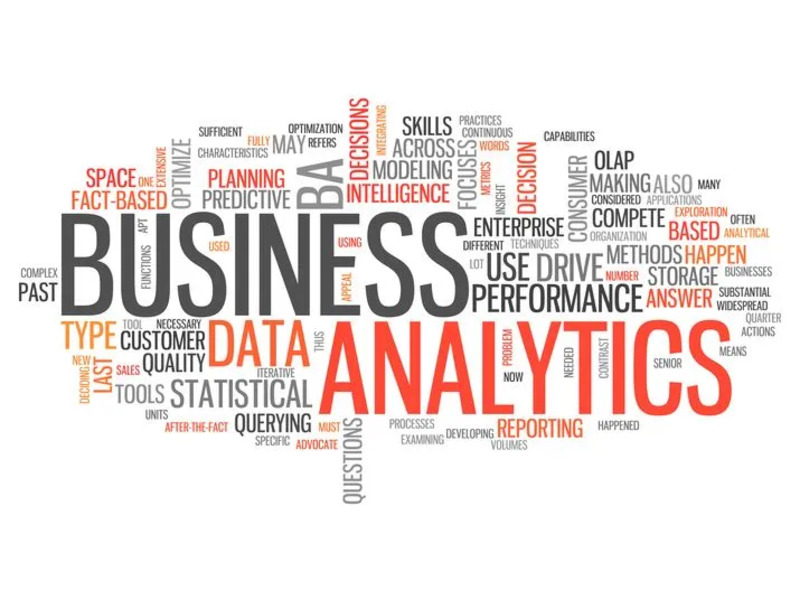 DECISIONS
INTEGRATING
SUFFICIENT
OPTIMIZATION
SKILLS
PRACTICES
CONTINUOUS
CAPABILITIES
FULLY
MAY
REFERS
ACROSS
WORDS
EXTENSIVE
OPTIMIZE
CHARACTERISTICS
BA
MODELING
FOCUSES
METRICS
DECISION
CONSUMER
OLAP
SPACE
ONE
PLANNING
INTELLIGENCE
INSIGHT
MAKING
ALSO
MANY
FACT-BASED
PREDICTIVE
CONSIDERED
APPLICATIONS
BUSINESS
APT
FUNCTIONS
USED
USING
APPEAL
ENTERPRISE
COMPETE
EXPLORATION
OFTEN
DIFFERENT
TECHNIQUES
ORGANIZATION
BASED
ANALYTICAL
LOT
USE
DRIVE
METHODS
HAPPEN
NUMBER
STORAGE
BUSINESSES
COMPLEX
PAST
PERFORMANCE
ANSWER
SUBSTANTIAL
WIDESPREAD
QUARTER
ACTIONS
TYPE
TOOL
NECESSARY
CUSTOMER
DATA
THUS
ANALYTICS
PROBLEM
NOW
NEEDED
CONTRAST
SENIOR
MEANS
NEW
DECIDING
LAST
SALES
QUALITY
ITERATIVE
TOOLS
STATISTICAL
UNITS
AFTER-THE-FACT
QUERYING
MUST
QUESTIONS
PROCESSES
EXAMINING
DEVELOPING
REPORTING
HAPPENED
SPECIFIC
ADVOCATE
VOLUMES